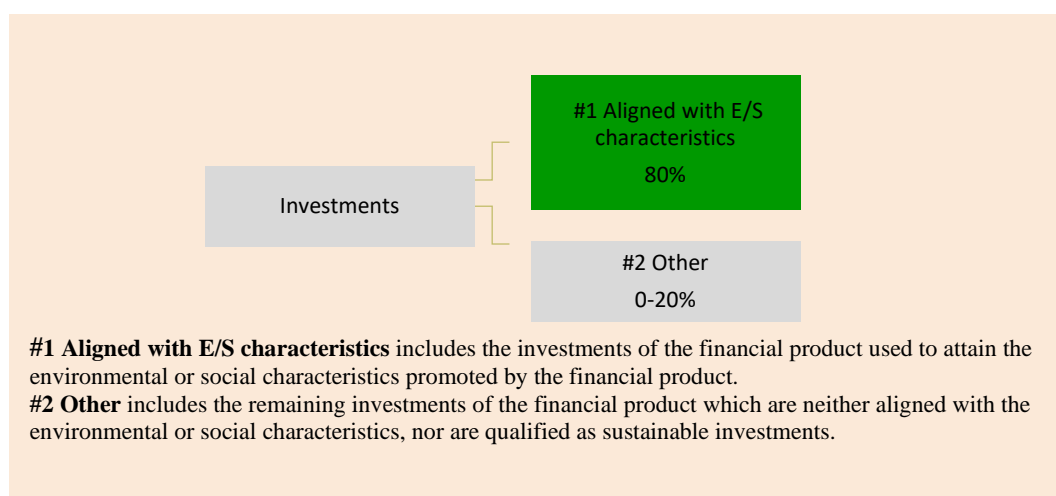 #1 Aligned with E/S
characteristics
80%
Investments
#2 Other
0-20%
#1 Aligned with E/S characteristics includes the investments of the financial product used to attain the
environmental or social characteristics promoted by the financial product.
#2 Other includes the remaining investments of the financial product which are neither aligned with the
environmental or social characteristics, nor are qualified as sustainable investments.